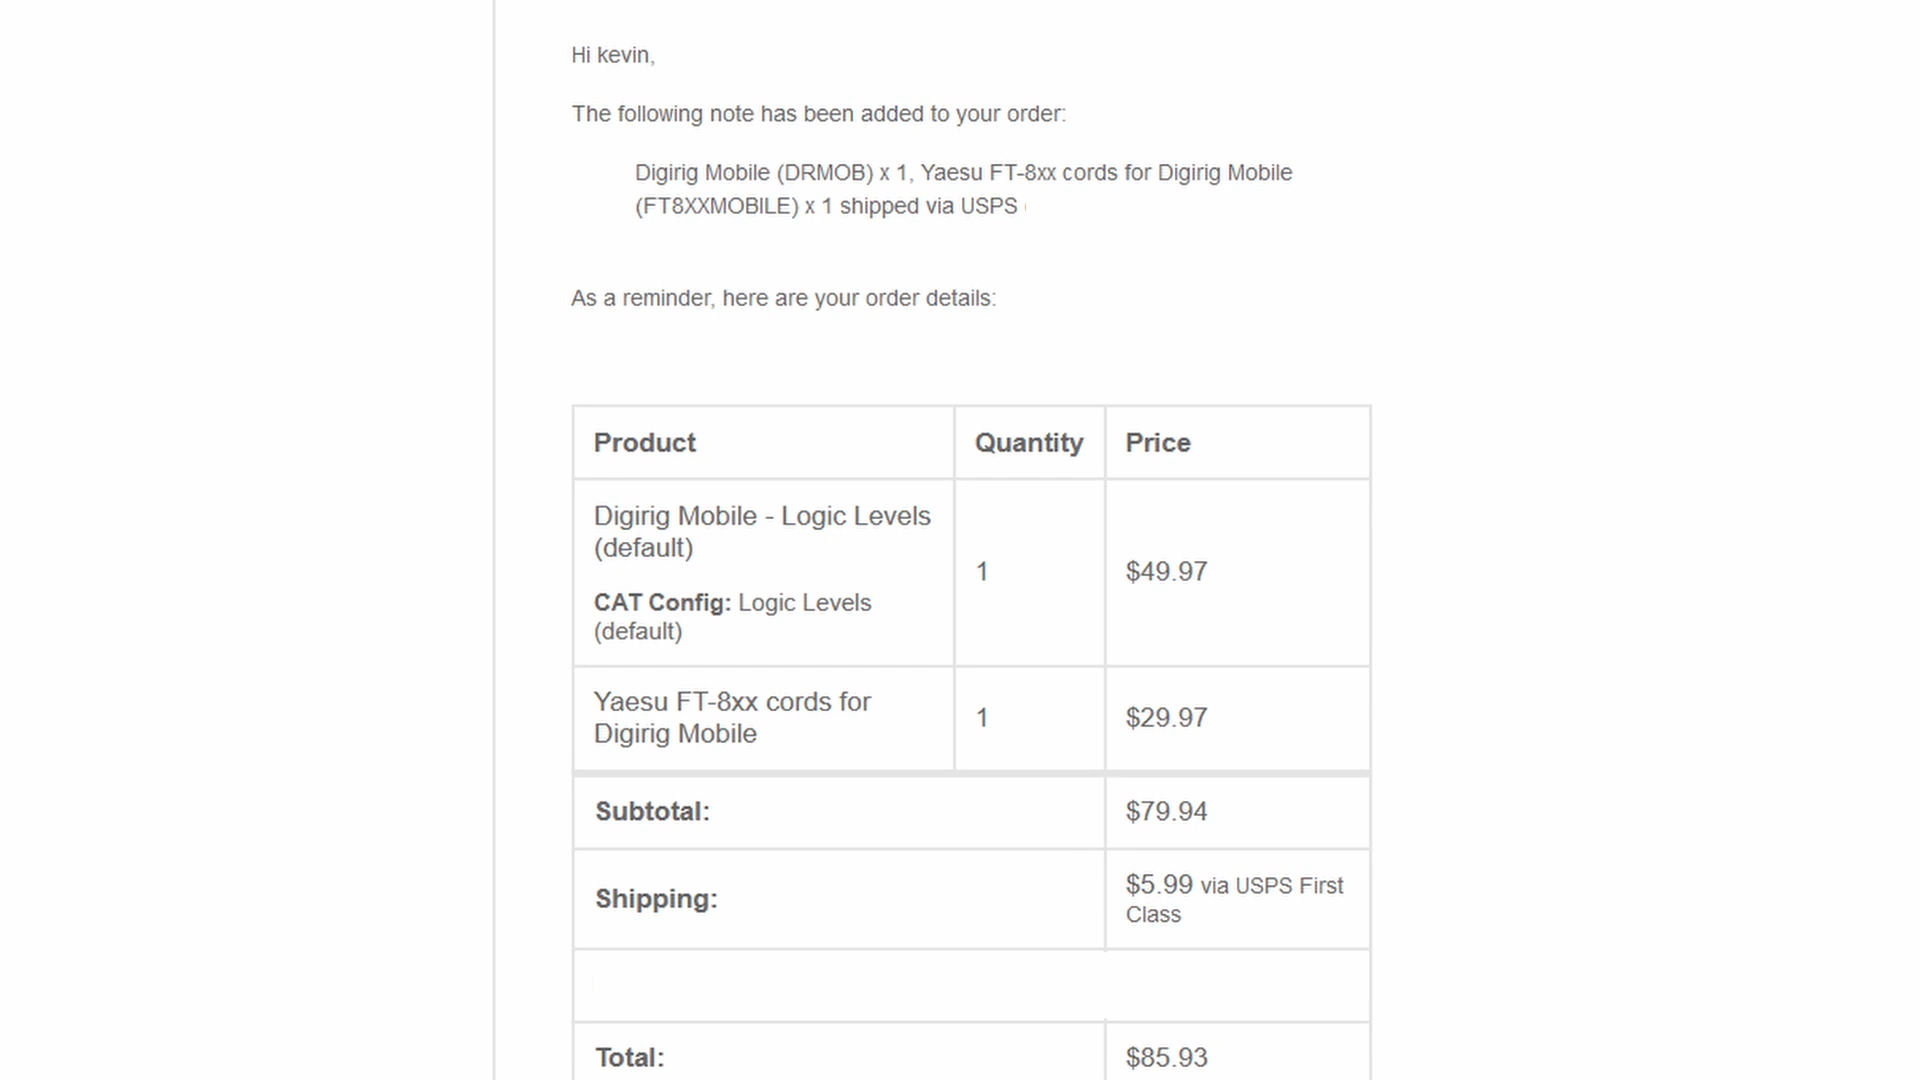 Hi kevin,
The following note has been added to your order:
Digirig Mobile (DRMOB) x 1, Yaesu FT-8xx cords for Digirig Mobile
(FT8XXMOBILE) x 1 shipped via USPS
As a reminder, here are your order details:
Product Quantity Price
Digirig Mobile - Logic Levels
(default)
CAT Config: Logic Levels
(default)
1 $49.97
Yaesu FT-8xx cords for
Digirig Mobile
1 $29.97
Subtotal: $79.94
Shipping: $5.99 via USPS First
Class
Total: $85.93